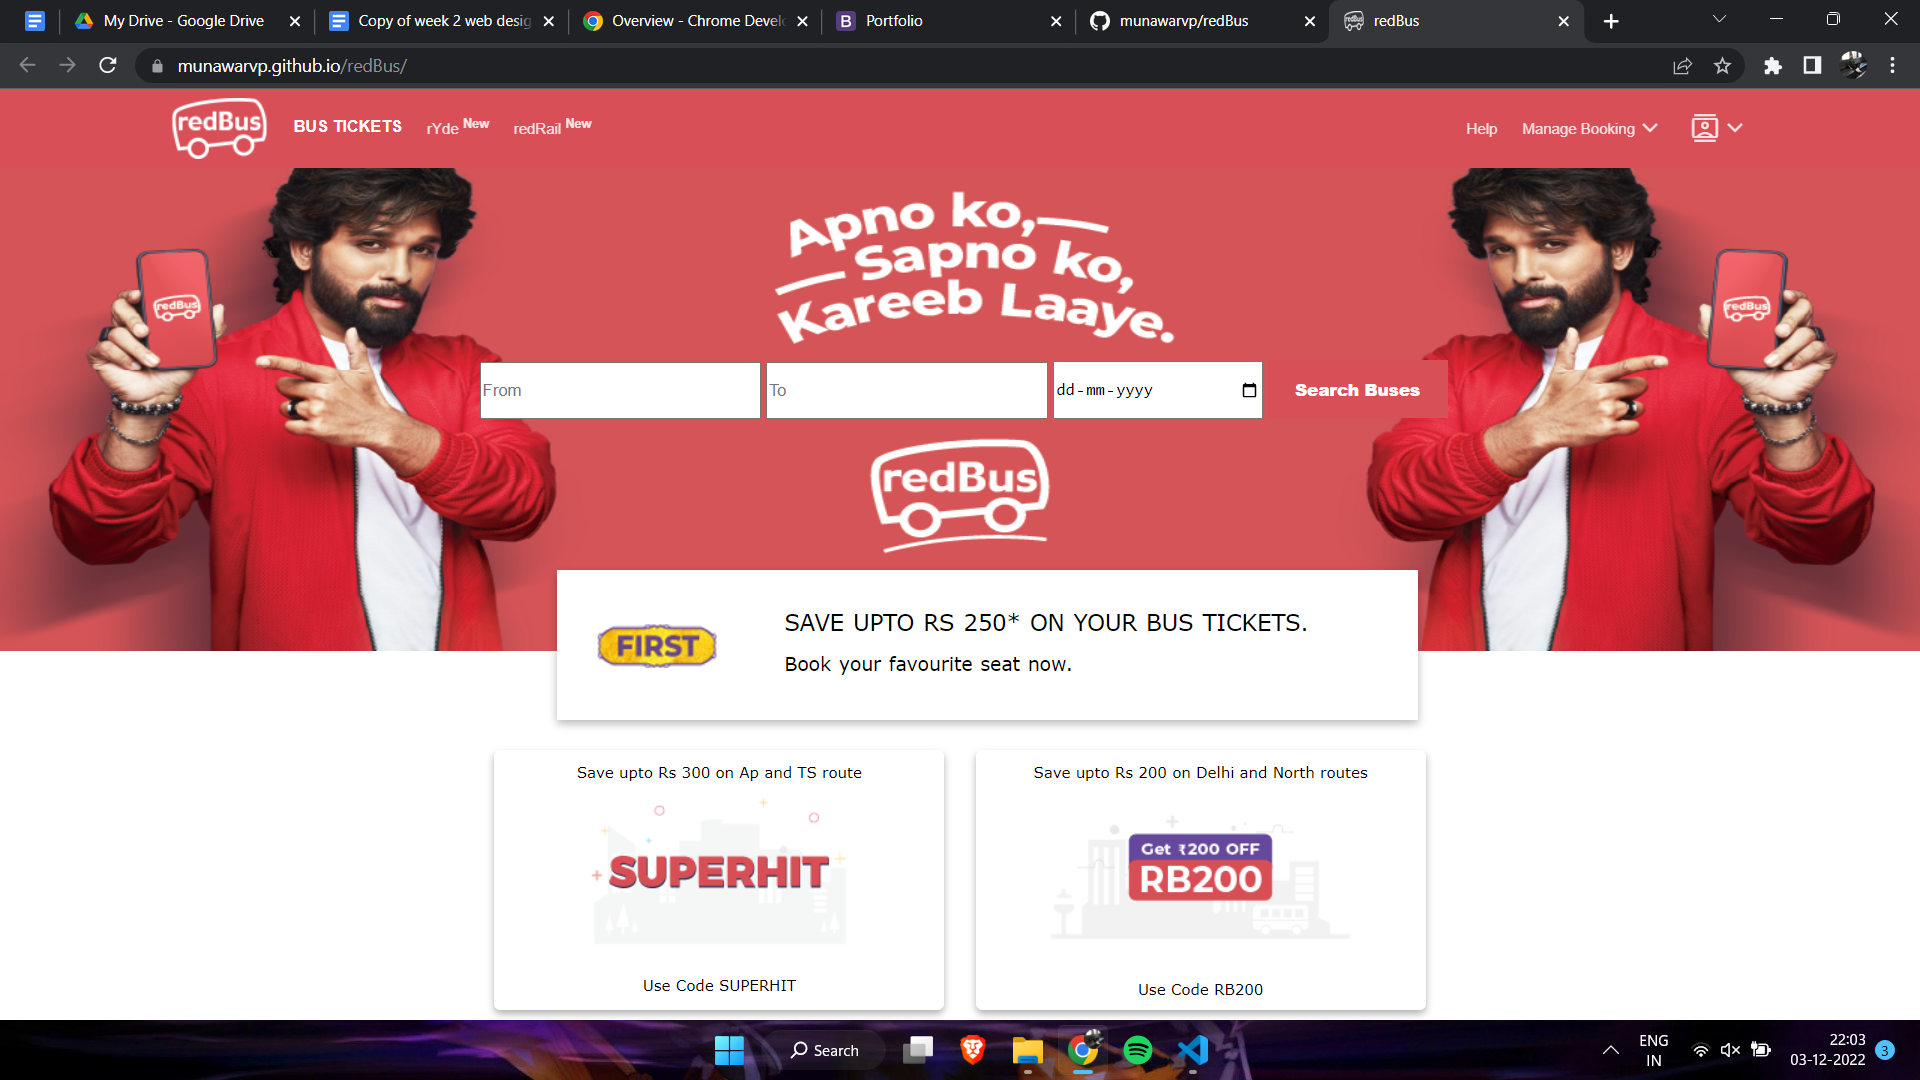 My Drive - Google Drive
Copy of week 2 web desig
Overview - Chrome Devel
B Portfolio
munawarvp/redBus
redBus
munawarvp.github.io/redBus/
redBus
BUS TICKETS
rYde New
redRail New
Help
Manage Booking
Apno ko,
Sapno ko,
Kareeb Laaye.
redBus
redBus
From
To
dd-mm-yyyy
Search Buses
redBus
FIRST
SAVE UPTO RS 250* ON YOUR BUS TICKETS.
Book your favourite seat now.
Save upto Rs 300 on Ap and TS route
SUPERHIT
Use Code SUPERHIT
Save upto Rs 200 on Delhi and North routes
Get ₹200 OFF
RB200
Use Code RB200
Search
ENG
IN
22:03
03-12-2022
3